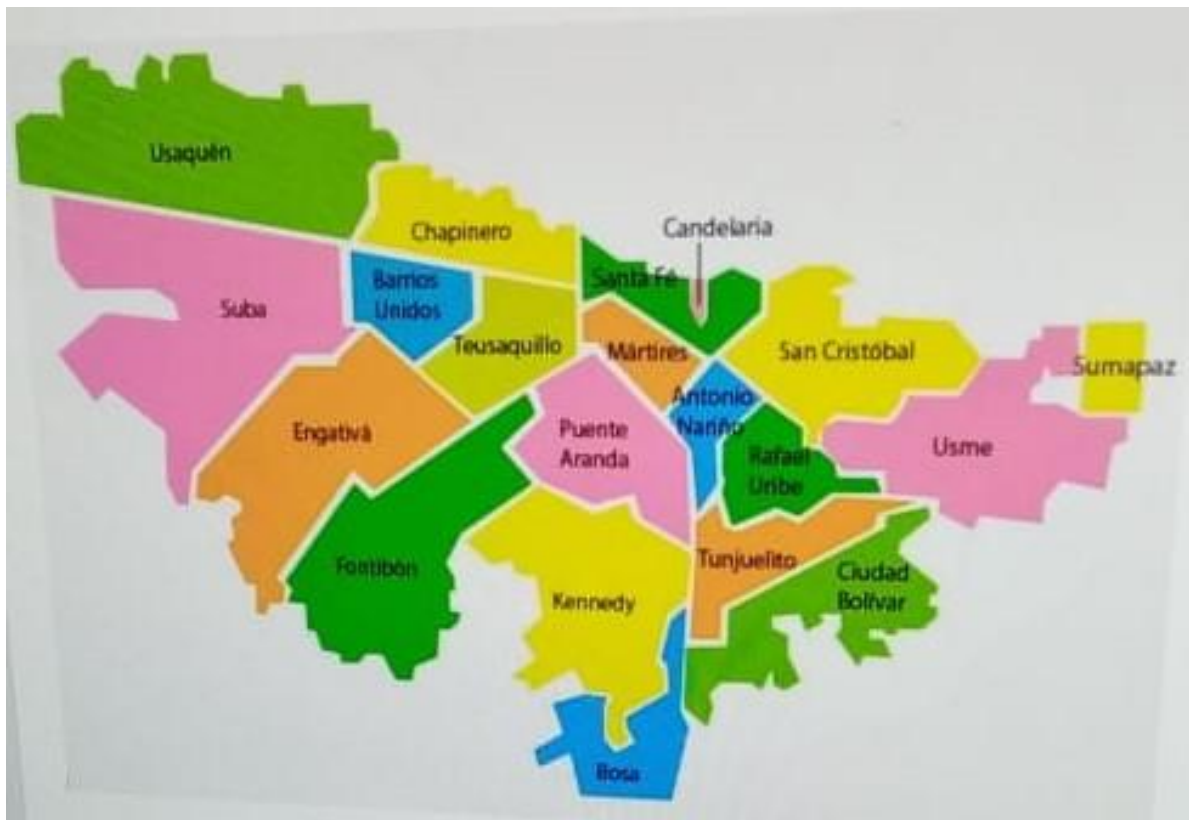 Usaquén
Chapinero
Candelaria
Santa Fé
Barrios
Unidos
Suba
Teusaquillo
Mártires
San Cristóbal
Sumapaz
Antonio
Nariño
Engativá
Puente
Aranda
Rafael
Uribe
Usme
Fontibón
Tunjuelito
Ciudad
Bolívar
Kennedy
Bosa